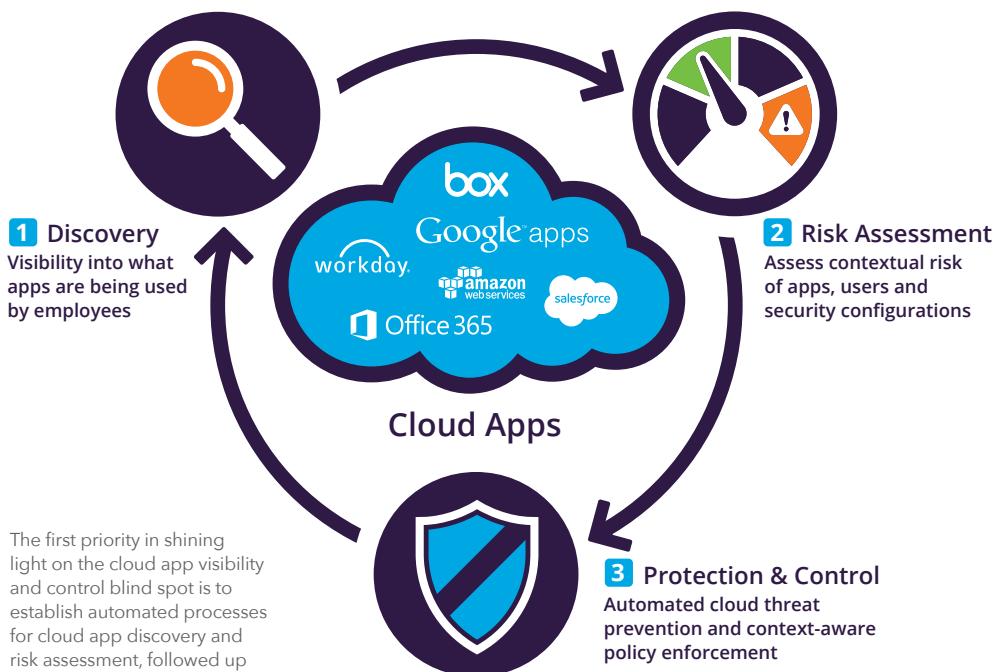 box
Google™ apps
workday.
amazon
web services
salesforce
Office 365
Cloud Apps
1 Discovery
Visibility into what
apps are being used
by employees
2 Risk Assessment
Assess contextual risk
of apps, users and
security configurations
3 Protection & Control
Automated cloud threat
prevention and context-aware
policy enforcement
The first priority in shining
light on the cloud app visibility
and control blind spot is to
establish automated processes
for cloud app discovery and
risk assessment, followed up